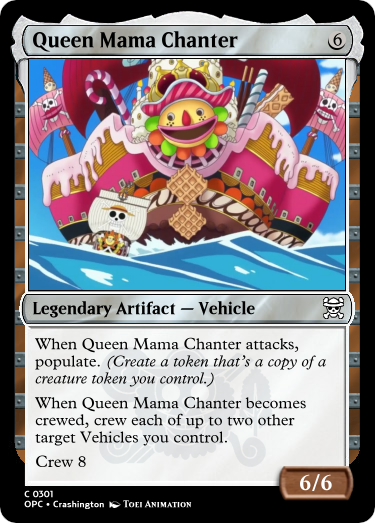 Queen Mama Chanter 6
Legendary Artifact — Vehicle
When Queen Mama Chanter attacks,
populate. (Create a token that's a copy of a
creature token you control.)
When Queen Mama Chanter becomes
crewed, crew each of up to two other
target Vehicles you control.
Crew 8
6/6
C 0301
OPC • Crashington TOEI ANIMATION